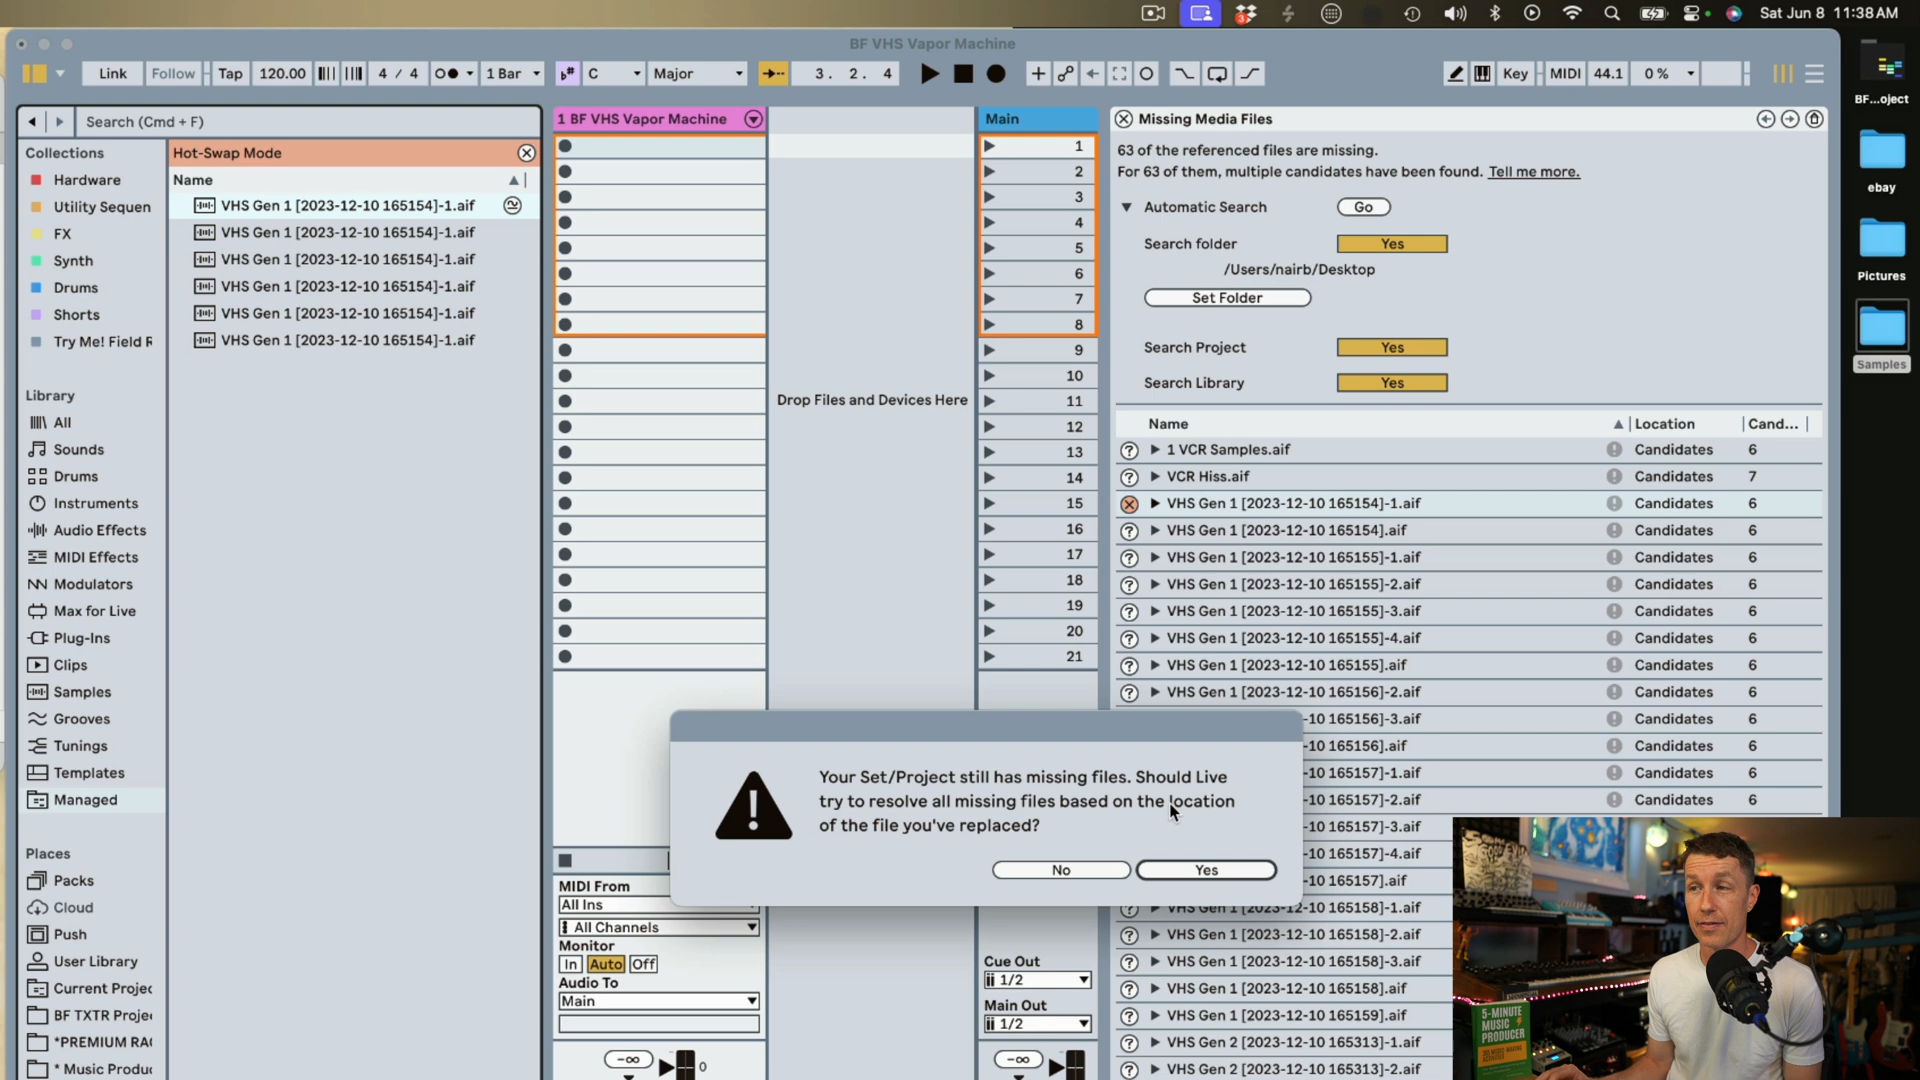 Sat Jun 8 11:38 AM
BF VHS Vapor Machine
Link
Follow
Tap
120.00
4 / 4
1 Bar
C
Major
3. 2. 4
Key
MIDI
44.1
0 %
BF...oject
ebay
Pictures
Samples
Search (Cmd + F)
Collections
Hardware
Utility Sequen
FX
Synth
Drums
Shorts
Try Me! Field R
Library
All
Sounds
Drums
Instruments
Audio Effects
MIDI Effects
Modulators
Max for Live
Plug-Ins
Clips
Samples
Grooves
Tunings
Templates
Managed
Places
Packs
Cloud
Push
User Library
Current Projec
BF TXTR Projec
*PREMIUM RAC
* Music Produc
Hot-Swap Mode
Name
VHS Gen 1 [2023-12-10 165154]-1.aif
VHS Gen 1 [2023-12-10 165154]-1.aif
VHS Gen 1 [2023-12-10 165154]-1.aif
VHS Gen 1 [2023-12-10 165154]-1.aif
VHS Gen 1 [2023-12-10 165154]-1.aif
VHS Gen 1 [2023-12-10 165154]-1.aif
1 BF VHS Vapor Machine
Drop Files and Devices Here
MIDI From
All Ins
All Channels
Monitor
In Auto Off
Audio To
Main
-∞
0
Main
1
2
3
4
5
6
7
8
9
10
11
12
13
14
15
16
17
18
19
20
21
Cue Out
1/2
Main Out
1/2
-∞
Missing Media Files
63 of the referenced files are missing.
For 63 of them, multiple candidates have been found. Tell me more.
Automatic Search Go
Search folder Yes
/Users/nairb/Desktop
Set Folder
Search Project Yes
Search Library Yes
Name Location Cand...
1 VCR Samples.aif Candidates 6
VCR Hiss.aif Candidates 7
VHS Gen 1 [2023-12-10 165154]-1.aif Candidates 6
VHS Gen 1 [2023-12-10 165154].aif Candidates 6
VHS Gen 1 [2023-12-10 165155]-1.aif Candidates 6
VHS Gen 1 [2023-12-10 165155]-2.aif Candidates 6
VHS Gen 1 [2023-12-10 165155]-3.aif Candidates 6
VHS Gen 1 [2023-12-10 165155]-4.aif Candidates 6
VHS Gen 1 [2023-12-10 165155].aif Candidates 6
VHS Gen 1 [2023-12-10 165156]-2.aif Candidates 6
-10 165156]-3.aif Candidates 6
-10 165156].aif Candidates 6
-10 165157]-1.aif Candidates 6
-10 165157]-2.aif Candidates 6
-10 165157]-3.aif
-10 165157]-4.aif
-10 165157].aif
VHS Gen 1 [2023-12-10 165158]-1.aif
VHS Gen 1 [2023-12-10 165158]-2.aif
VHS Gen 1 [2023-12-10 165158]-3.aif
VHS Gen 1 [2023-12-10 165158].aif
VHS Gen 1 [2023-12-10 165159].aif
VHS Gen 2 [2023-12-10 165313]-1.aif
VHS Gen 2 [2023-12-10 165313]-2.aif
Your Set/Project still has missing files. Should Live
try to resolve all missing files based on the location
of the file you've replaced?
No
Yes
5-MINUTE
MUSIC
PRODUCER